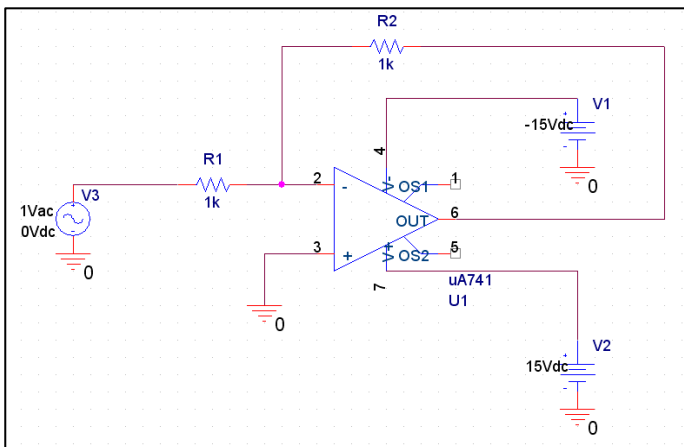 R2
1k
V1
-15Vdc
+
-
0
4
R1
1k
2
-
V-
OS1
1
V3
1Vac
0Vdc
+
-
0
OUT
6
3
+
V+
OS2
5
0
7
uA741
U1
V2
15Vdc
+
-
0